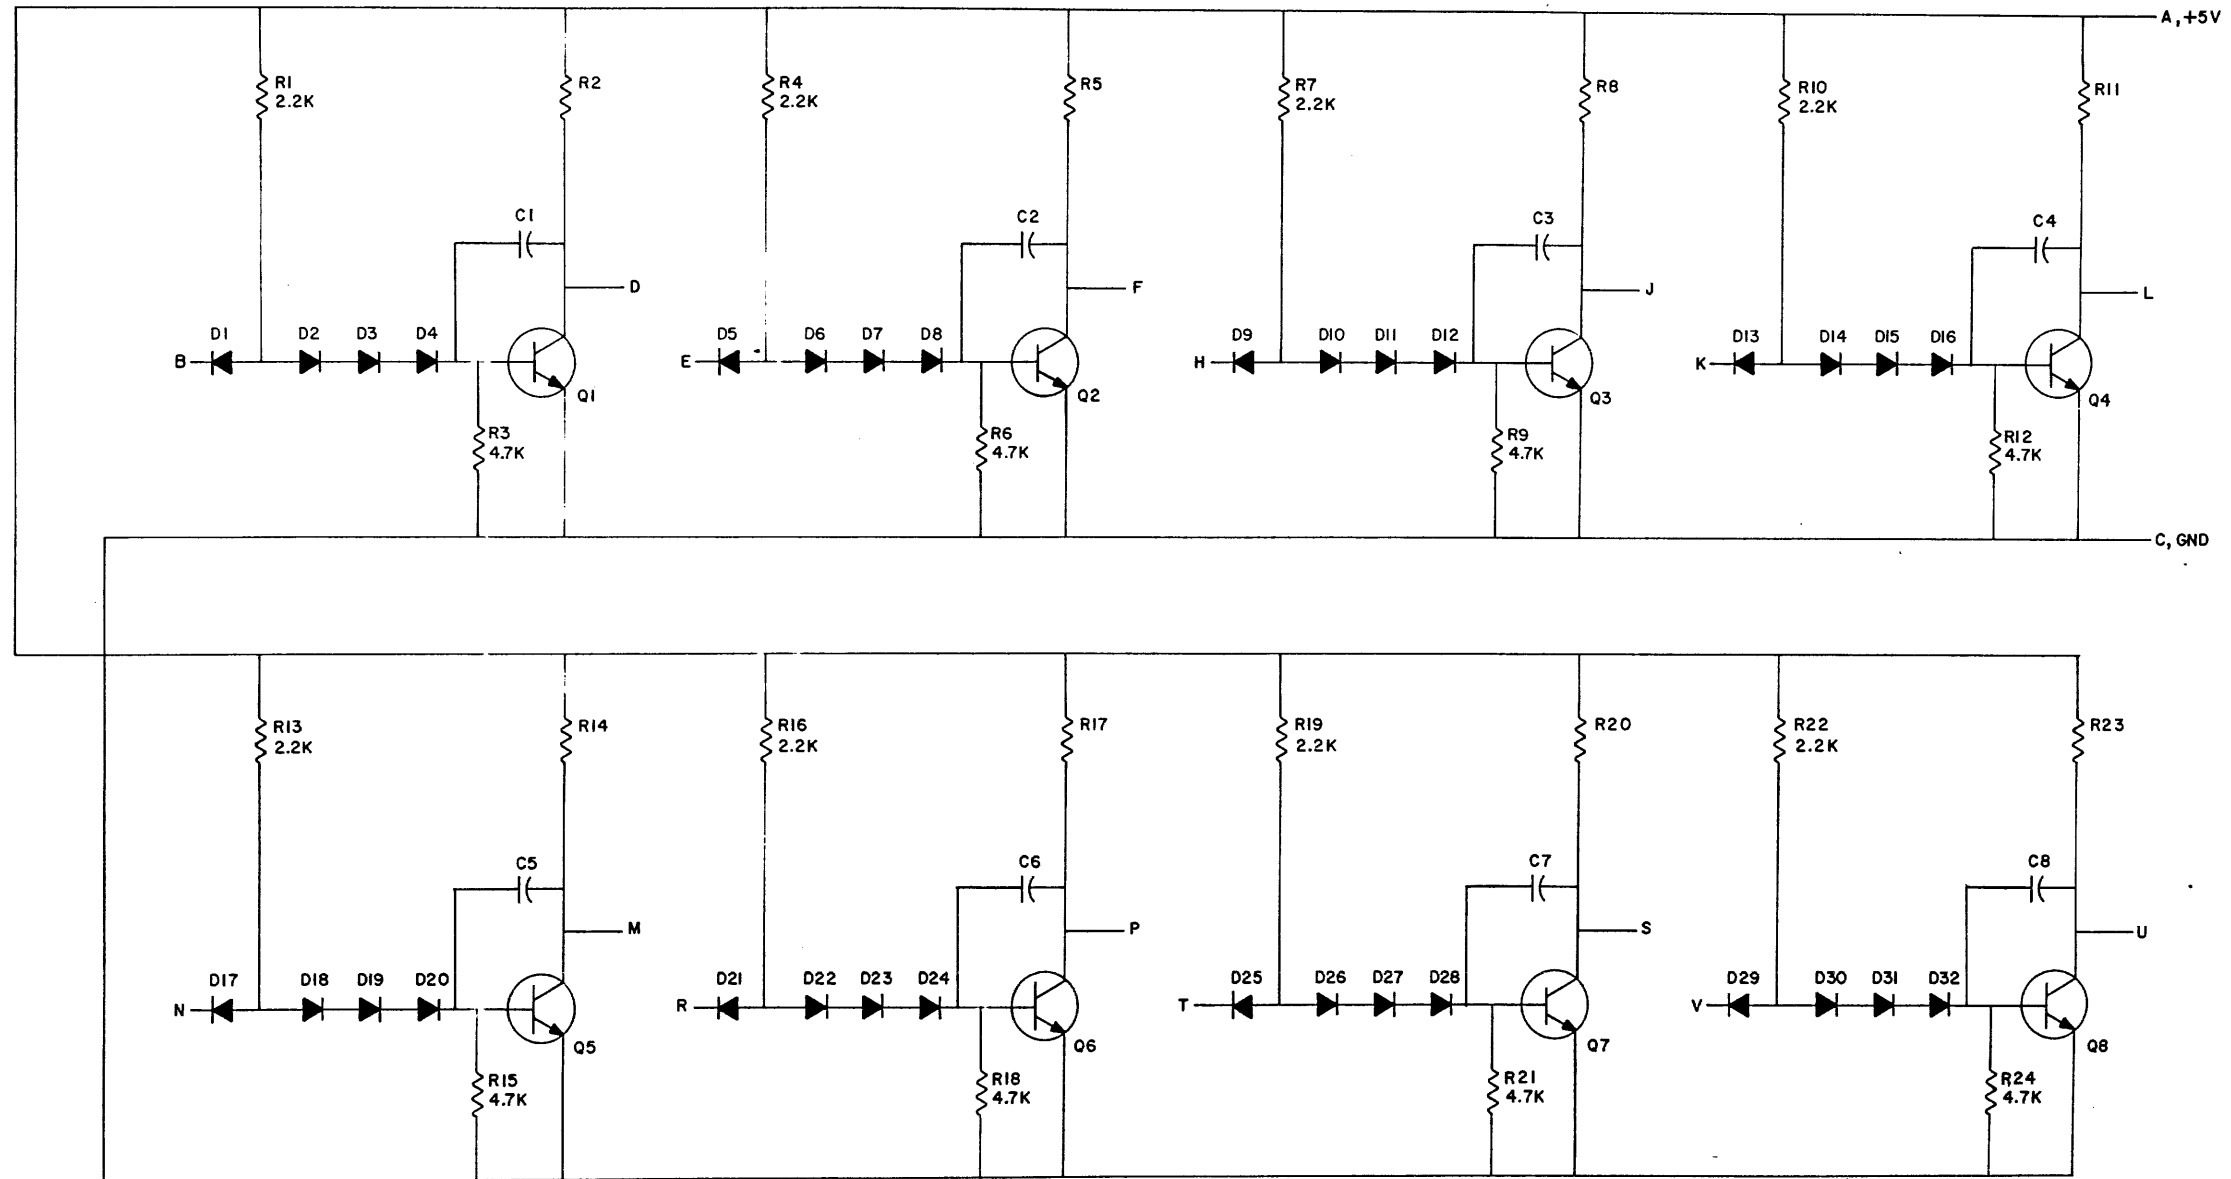 A,+5V
R1
2.2K
R2
R4
2.2K
R5
R7
2.2K
R8
R10
2.2K
R11
C1
C2
C3
C4
D
F
J
L
B
D1
D2
D3
D4
Q1
E
D5
D6
D7
D8
Q2
H
D9
D10
D11
D12
Q3
K
D13
D14
D15
D16
Q4
R3
4.7K
R6
4.7K
R9
4.7K
R12
4.7K
C,GND
R13
2.2K
R14
R16
2.2K
R17
R19
2.2K
R20
R22
2.2K
R23
C5
C6
C7
C8
M
P
S
U
N
D17
D18
D19
D20
Q5
R
D21
D22
D23
D24
Q6
T
D25
D26
D27
D28
Q7
V
D29
D30
D31
D32
Q8
R15
4.7K
R18
4.7K
R21
4.7K
R24
4.7K